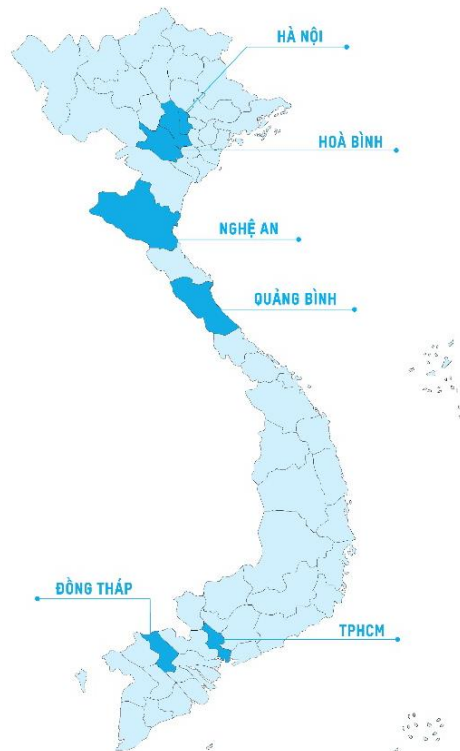 HÀ NỘI
HOÀ BÌNH
NGHỆ AN
QUẢNG BÌNH
ĐỒNG THÁP
TPHCM